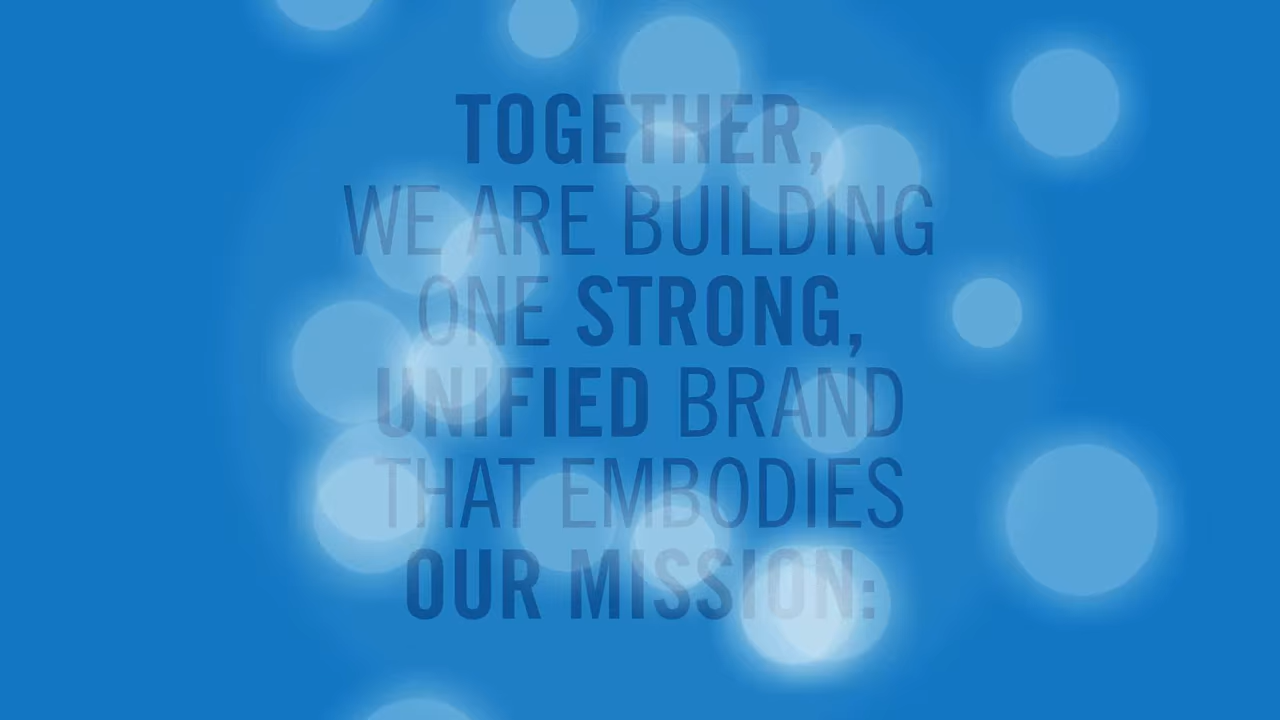 TOGETHER,
WE ARE BUILDING
ONE STRONG,
UNIFIED BRAND
THAT EMBODIES
OUR MISSION: